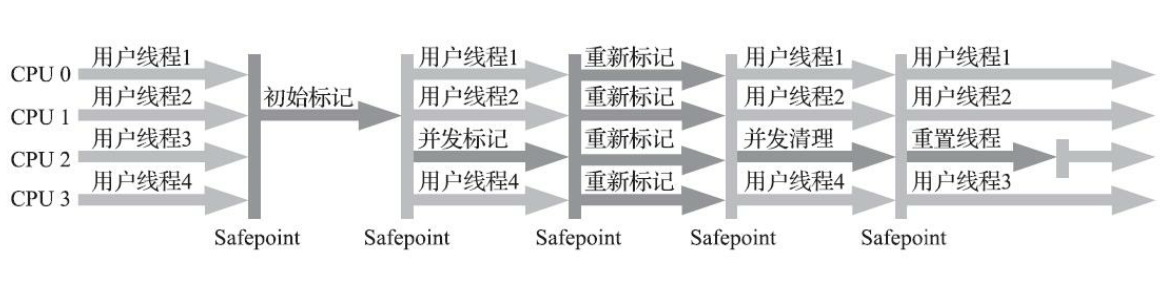 CPU 0 用户线程1 用户线程1 重新标记 用户线程1 用户线程1
CPU 1 用户线程2 初始标记 用户线程2 重新标记 用户线程2 用户线程2
CPU 2 用户线程3 并发标记 重新标记 并发清理 重置线程
CPU 3 用户线程4 用户线程4 重新标记 用户线程4 用户线程3
Safepoint Safepoint Safepoint Safepoint Safepoint